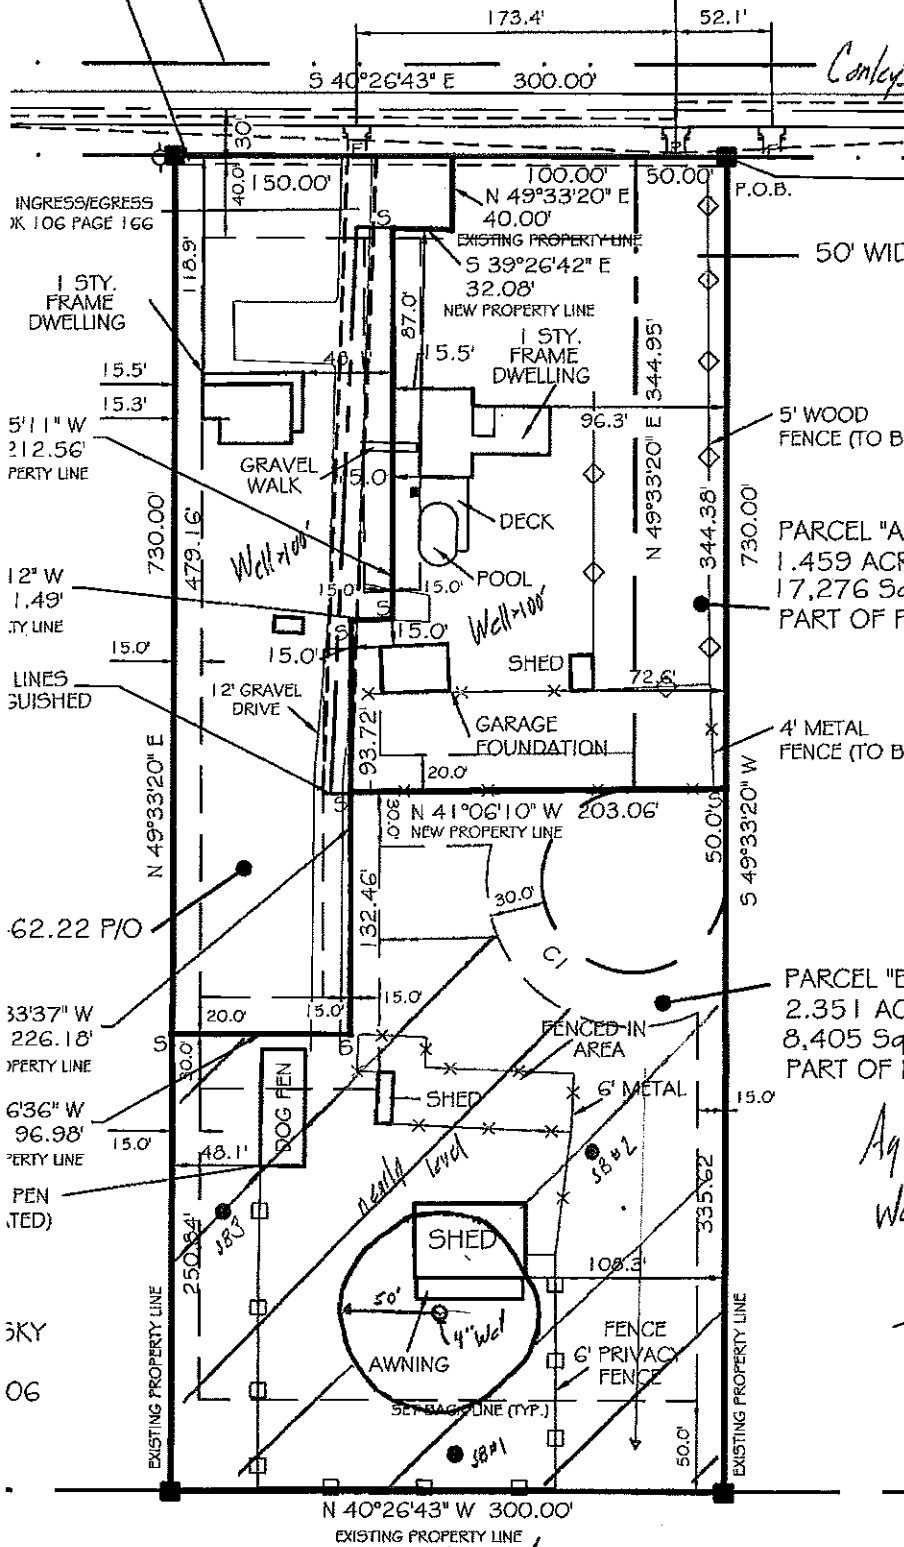 173.4'
52.1'
S 40°26'43" E 300.00'
Conley
30'
40.0'
150.00'
100.00'
50.00'
P.O.B.
INGRESS/EGRESS
OK 106 PAGE 166
S
N 49°33'20" E
40.00'
EXISTING PROPERTY LINE
S 39°26'42" E
32.08'
NEW PROPERTY LINE
50' WID
118.9'
1 STY.
FRAME
DWELLING
87.0'
1 STY.
FRAME
DWELLING
15.5'
48
15.5'
15.3'
96.3'
N 49°33'20" E 344.95'
5' WOOD
FENCE (TO B
5'11" W
212.56'
PERTY LINE
GRAVEL
WALK
5.0'
DECK
POOL
344.38'
730.00'
730.00'
479.16'
PARCEL "A
1.459 ACR
17,276 Sq
PART OF P
Well>100'
Well>100'
12" W
1.49'
TY LINE
15.0'
15.0'
S
S
15.0'
15.0'
15.0'
SHED
72.6'
LINES
GUISHED
12' GRAVEL
DRIVE
93.72'
GARAGE
FOUNDATION
20.0'
4' METAL
FENCE (TO B
N 49°33'20" E
S
S
30.0'
N 41°06'10" W 203.06'
NEW PROPERTY LINE
50.0'
S 49°33'20" W
132.46'
30.0'
C1
62.22 P/O
33'37" W
226.18'
OPERTY LINE
20.0'
15.0'
15.0'
FENCED IN
AREA
PARCEL "B
2.351 AC
8,405 Sq
PART OF
S
S
30.0'
DOG PEN
SHED
6' METAL
15.0'
6'36" W
96.98'
PERTY LINE
15.0'
48.1'
PEN
TED)
nearly level
SB#2
SB3
335.62
250.84'
SHED
108.3'
50'
4" Well
AWNING
FENCE
6' PRIVACY
FENCE
SKY
06
SET BACK LINE (TYP.)
SB#1
50.0'
EXISTING PROPERTY LINE
EXISTING PROPERTY LINE
N 40°26'43" W 300.00'
EXISTING PROPERTY LINE